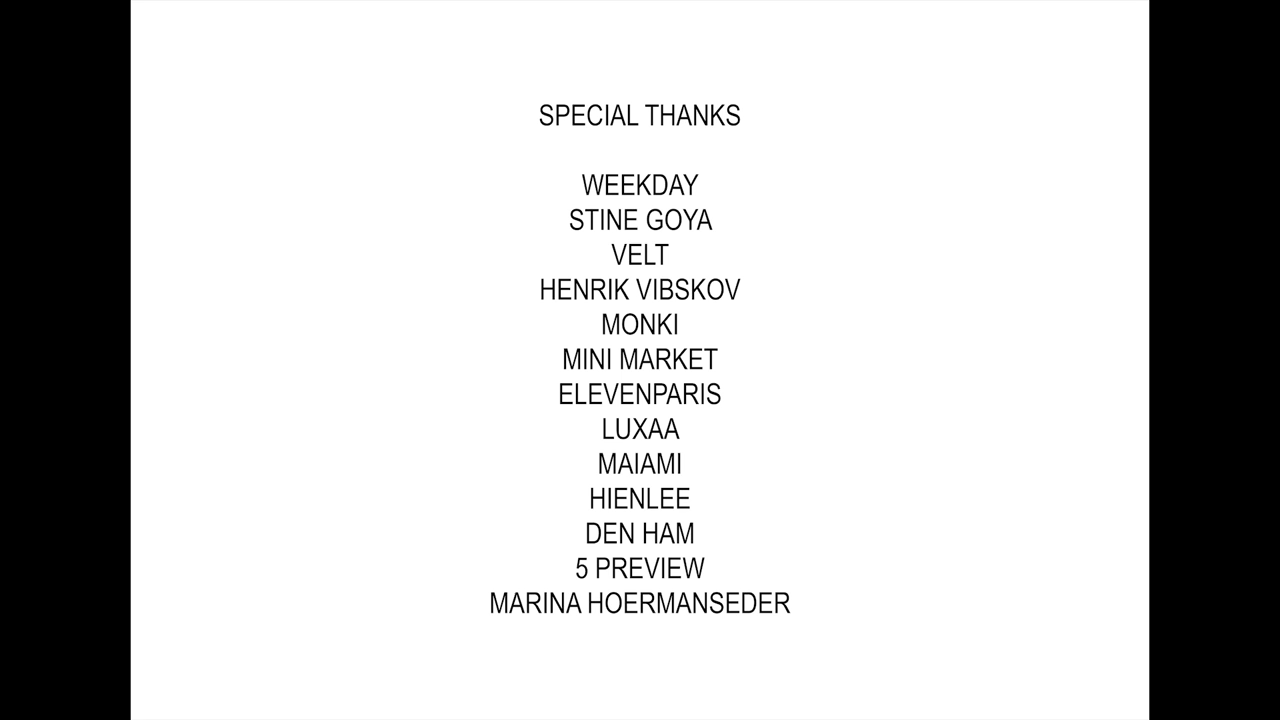 SPECIAL THANKS
WEEKDAY
STINE GOYA
VELT
HENRIK VIBSKOV
MONKI
MINI MARKET
ELEVENPARIS
LUXAA
MAIAMI
HIENLEE
DEN HAM
5 PREVIEW
MARINA HOERMANSEDER